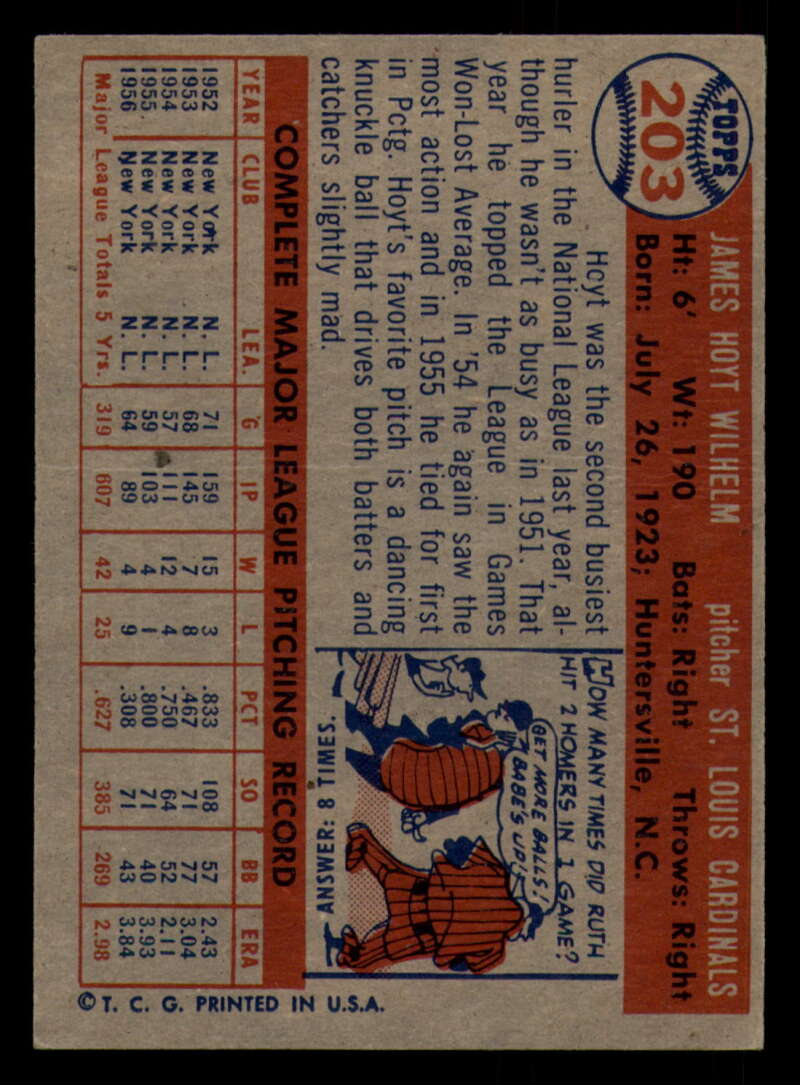 TOPPS
203
JAMES HOYT WILHELM pitcher ST. LOUIS CARDINALS
Ht: 6' Wt: 190 Bats: Right Throws: Right
Born: July 26, 1923; Huntersville, N.C.
Hoyt was the second busiest
hurler in the National League last year, al-
though he wasn't as busy as in 1951. That
year he topped the League in Games
Won-Lost Average. In '54 he again saw the
most action and in 1955 he tied for first
in Pctg. Hoyt's favorite pitch is a dancing
knuckle ball that drives both batters and
catchers slightly mad.
HOW MANY TIMES DID RUTH
HIT 2 HOMERS IN 1 GAME?
GET MORE BALLS!
BABE'S UP!
ANSWER: 8 TIMES.
COMPLETE MAJOR LEAGUE PITCHING RECORD
YEAR CLUB LEA. G IP W L PCT SO BB ERA
1952 New York N. L. 71 159 15 3 .833 108 57 2.43
1953 New York N. L. 68 145 7 8 .467 71 77 3.04
1954 New York N. L. 57 111 12 4 .750 64 52 2.11
1955 New York N. L. 59 103 4 1 .800 71 40 3.93
1956 New York N. L. 64 89 4 9 .308 71 43 3.84
Major League Totals 5 Yrs. 319 607 42 25 .627 385 269 2.98
© T. C. G. PRINTED IN U.S.A.